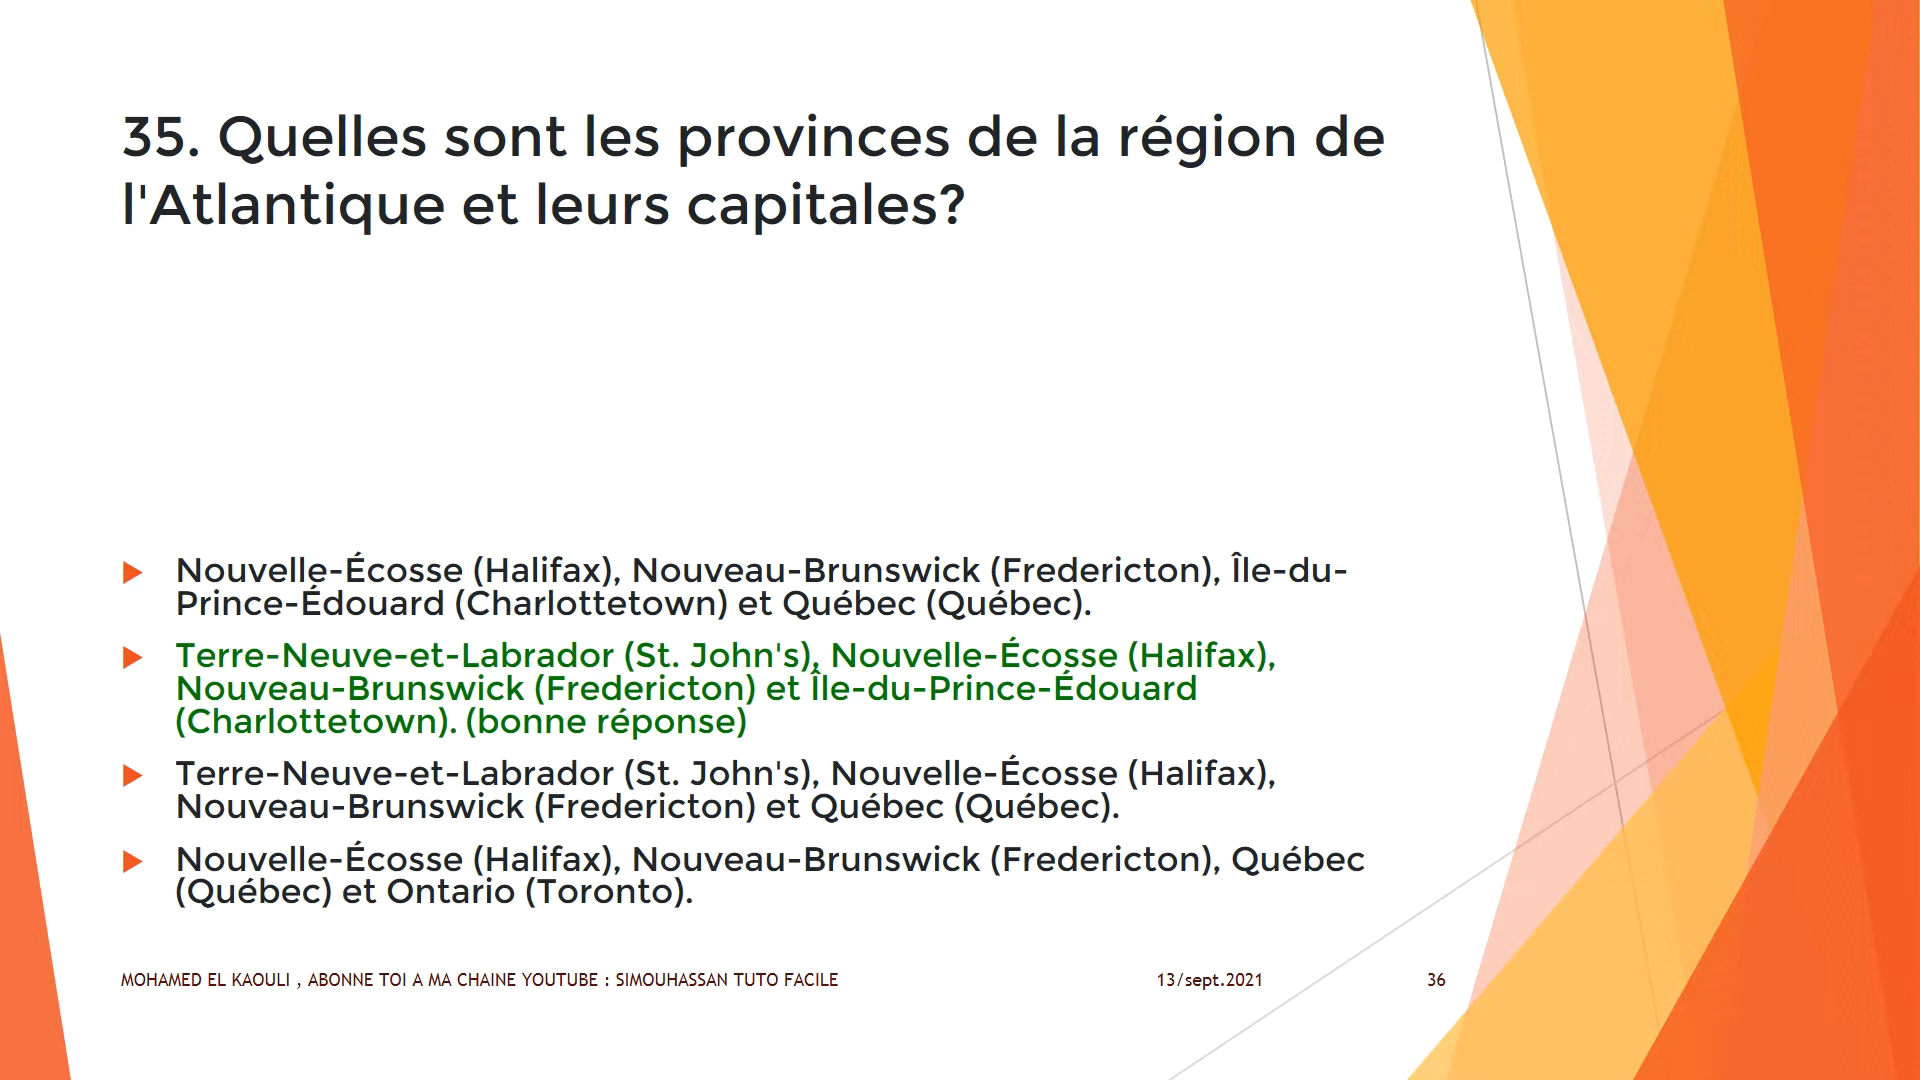 35. Quelles sont les provinces de la région de
l'Atlantique et leurs capitales?
Nouvelle-Écosse (Halifax), Nouveau-Brunswick (Fredericton), Île-du-
Prince-Édouard (Charlottetown) et Québec (Québec).
Terre-Neuve-et-Labrador (St. John's), Nouvelle-Écosse (Halifax),
Nouveau-Brunswick (Fredericton) et Île-du-Prince-Édouard
(Charlottetown). (bonne réponse)
Terre-Neuve-et-Labrador (St. John's), Nouvelle-Écosse (Halifax),
Nouveau-Brunswick (Fredericton) et Québec (Québec).
Nouvelle-Écosse (Halifax), Nouveau-Brunswick (Fredericton), Québec
(Québec) et Ontario (Toronto).
MOHAMED EL KAOULI , ABONNE TOI A MA CHAINE YOUTUBE : SIMOUHASSAN TUTO FACILE 13/sept.2021 36